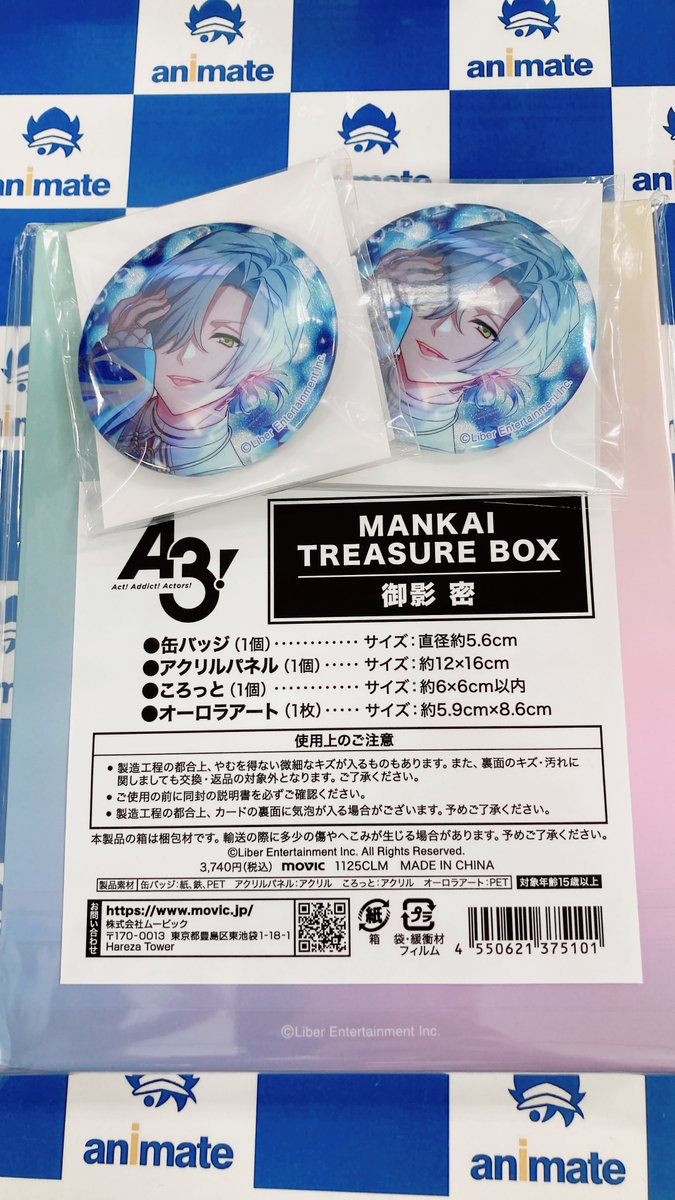 animate
animate
animate
animate
animate
©Liber Entertainment Inc.
©Liber Entertainment Inc.
A3!
Act! Addict! Actors!
MANKAI
TREASURE BOX
御影 密
●缶バッジ(1個)············サイズ:直径約5.6cm
●アクリルパネル(1個)·····サイズ:約12×16cm
●ころっと(1個)············サイズ:約6×6cm以内
●オーロラアート(1枚)·····サイズ:約5.9cm×8.6cm
使用上のご注意
● 製造工程の都合上、やむを得ない微細なキズが入るものもあります。また、裏面のキズ・汚れに
関しましても交換・返品の対象外となります。ご了承ください。
● ご使用の前に同封の説明書を必ずご確認ください。
● 製造工程の都合上、カードの裏面に気泡が入る場合がございます。予めご了承ください。
本製品の箱は梱包材です。輸送の際に多少の傷やへこみが生じる場合があります。予めご了承ください。
©Liber Entertainment Inc. All Rights Reserved.
3,740円(税込) movic 1125CLM MADE IN CHINA
製品素材 缶バッジ:紙、鉄、PET アクリルパネル:アクリル ころっと:アクリル オーロラアート:PET 対象年齢15歳以上
お問い合わせ
https://www.movic.jp/
株式会社ムービック
〒170-0013 東京都豊島区東池袋1-18-1
Hareza Tower
紙
箱
プラ
袋・緩衝材
フィルム
4 550621 375101
©Liber Entertainment Inc.
animate
animate